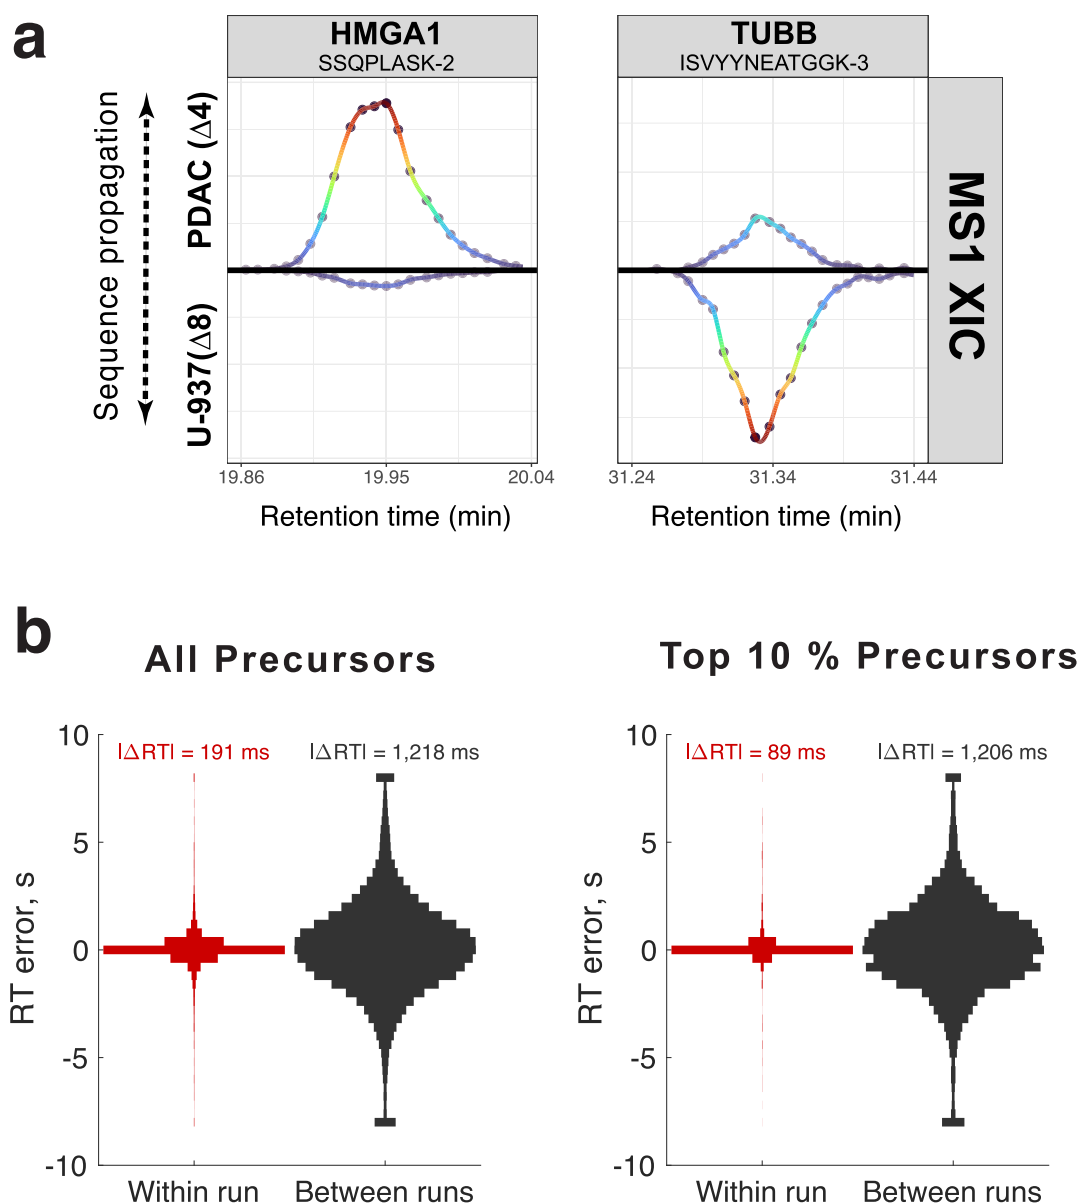 a
HMGA1
SSQPLASK-2
TUBB
ISVYYNEATGGK-3
Sequence propagation
PDAC (Δ4)
U-937(Δ8)
MS1 XIC
19.86 19.95 20.04
31.24 31.34 31.44
Retention time (min)
Retention time (min)
b
All Precursors
Top 10 % Precursors
|ΔRT| = 191 ms
|ΔRT| = 1,218 ms
|ΔRT| = 89 ms
|ΔRT| = 1,206 ms
RT error, s
10
5
0
-5
-10
Within run
Between runs
RT error, s
10
5
0
-5
-10
Within run
Between runs